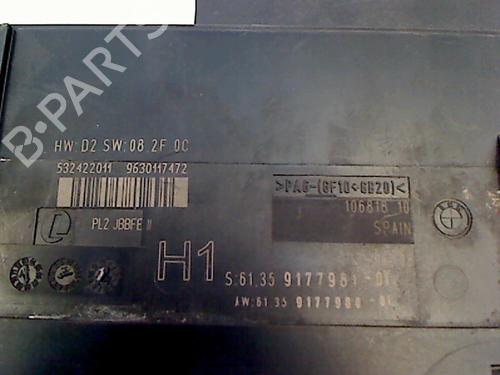 HW: D2 SW:08 2F 0C
532422011 9630117472
>PA6-(GF10+GB20)<
106818 10
SPAIN
PL2 JBBFE II
H1
S:61.35 9177981-01
AW:61 35 9177980-01
B-PARTS